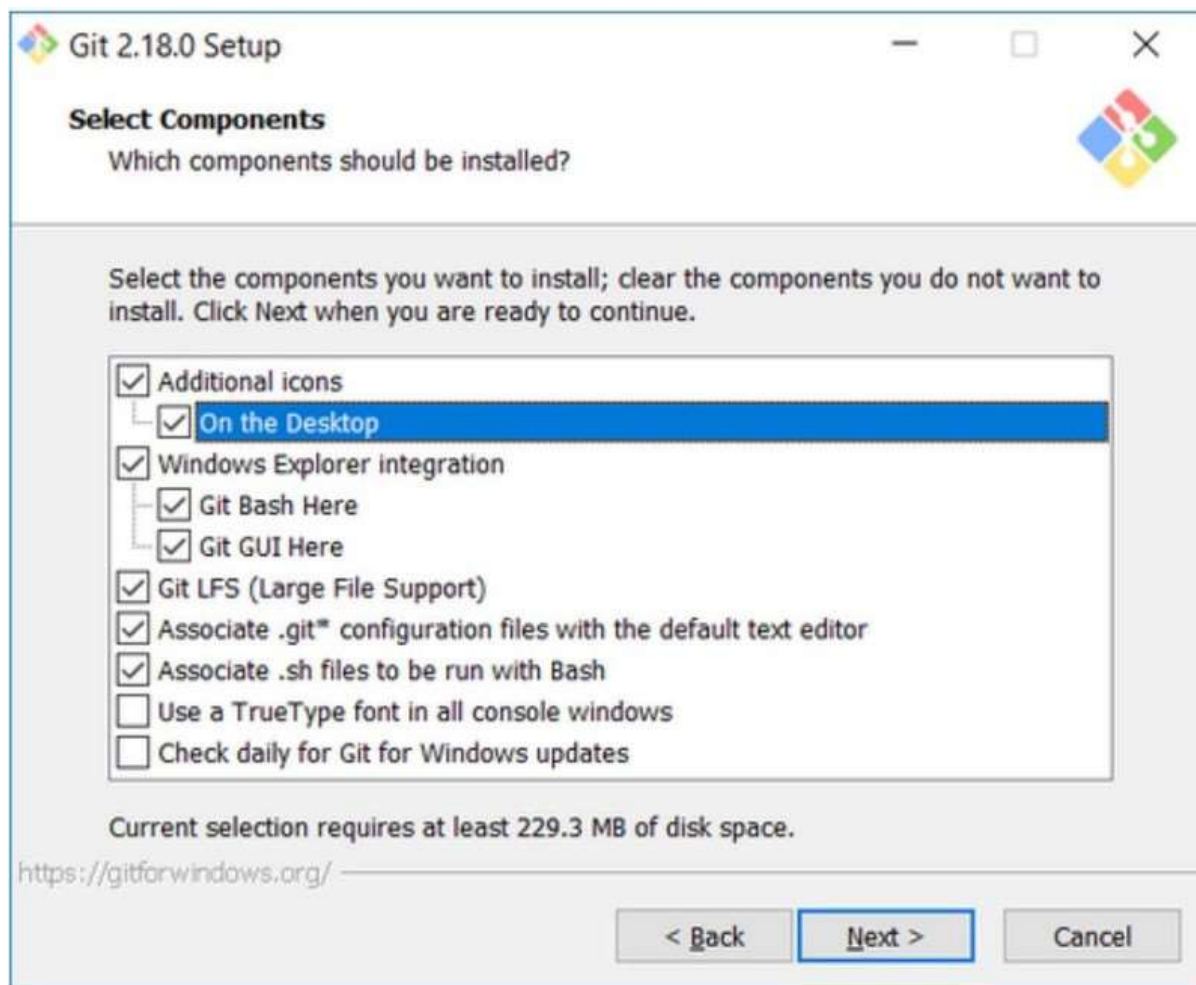 Git 2.18.0 Setup
Select Components
Which components should be installed?
Select the components you want to install; clear the components you do not want to
install. Click Next when you are ready to continue.
Additional icons
On the Desktop
Windows Explorer integration
Git Bash Here
Git GUI Here
Git LFS (Large File Support)
Associate .git* configuration files with the default text editor
Associate .sh files to be run with Bash
Use a TrueType font in all console windows
Check daily for Git for Windows updates
Current selection requires at least 229.3 MB of disk space.
https://gitforwindows.org/
< Back Next > Cancel